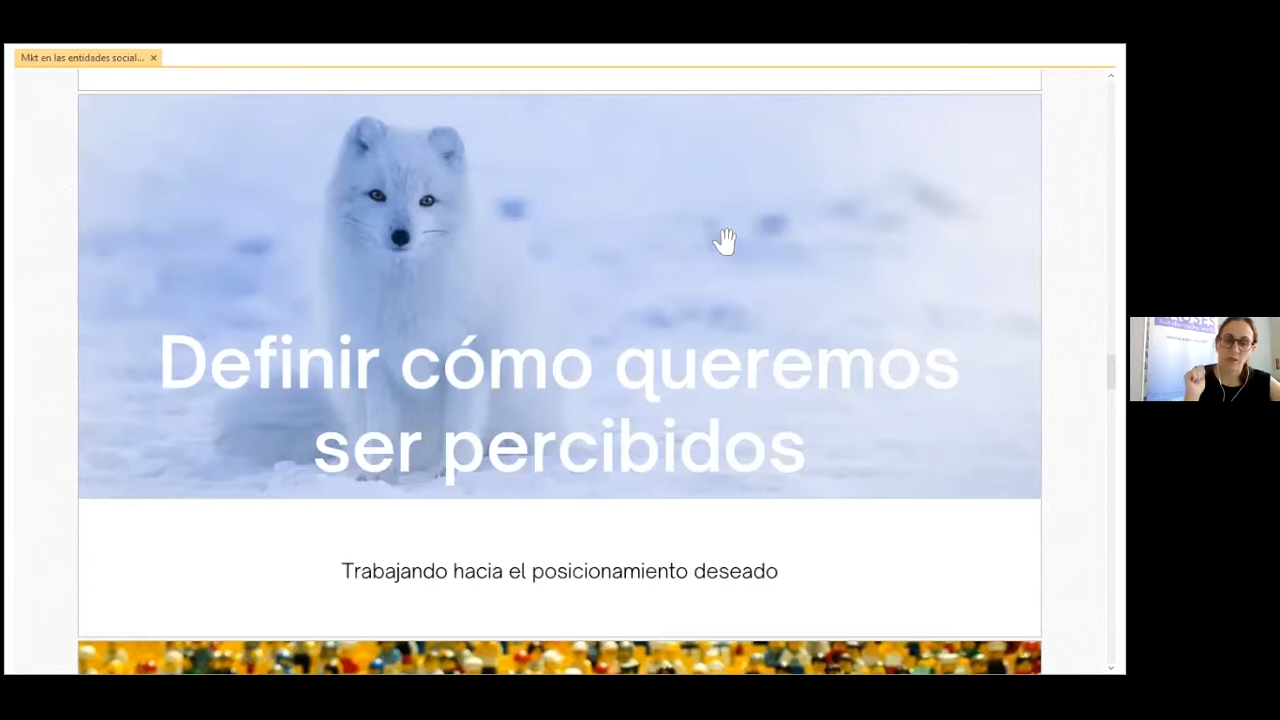 Mkt en las entidades social...
Definir cómo queremos
ser percibidos
Trabajando hacia el posicionamiento deseado